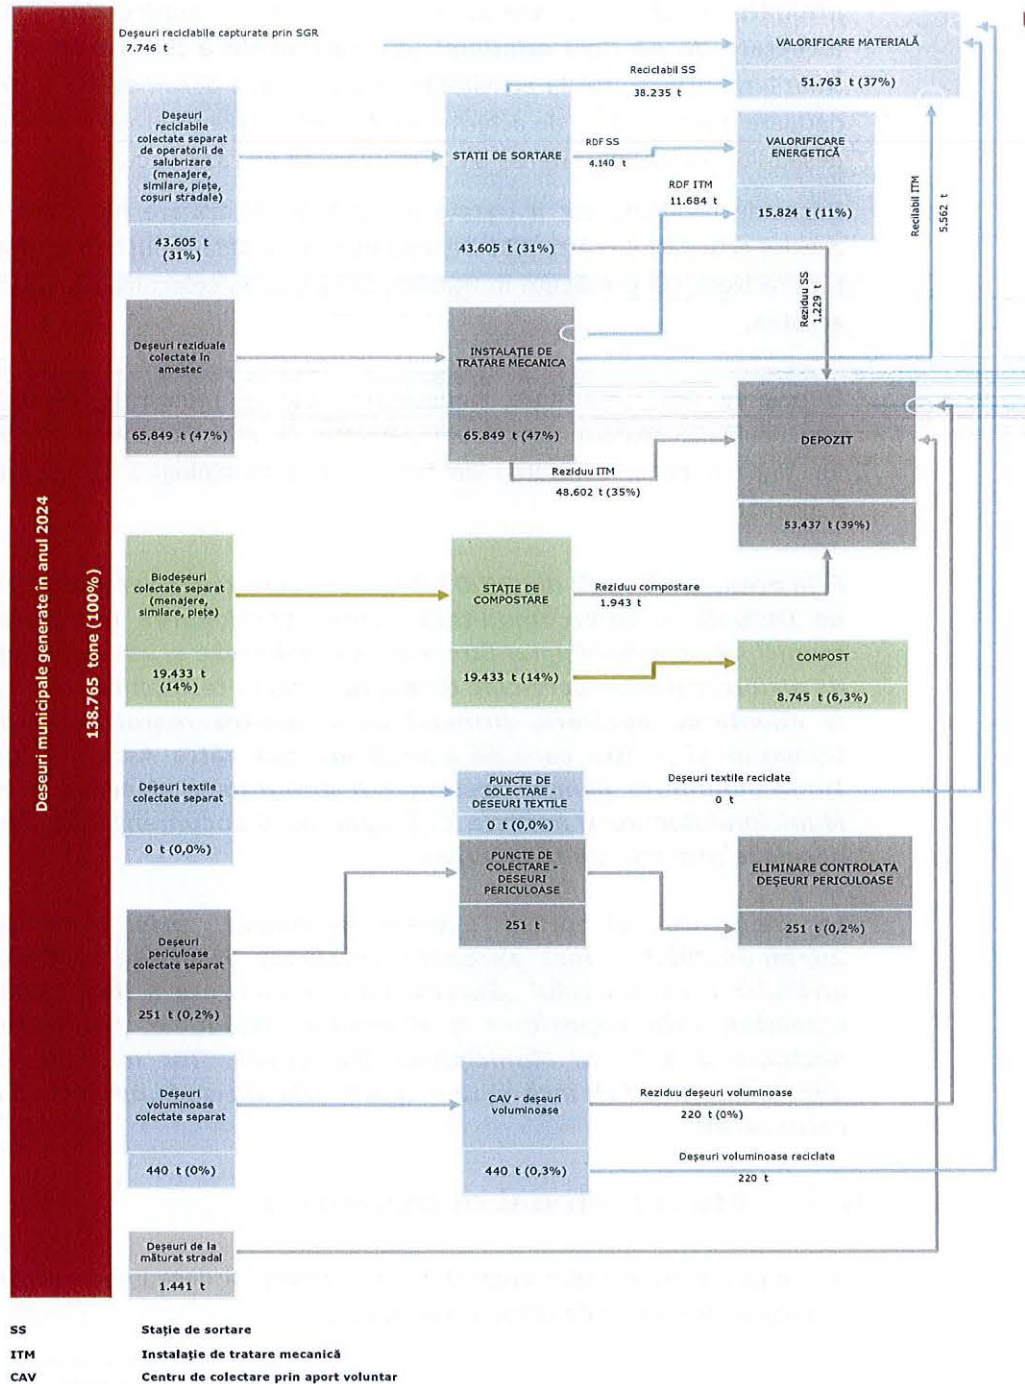 Deseuri municipale generate în anul 2024
138.765 tone (100%)
Deșeuri reciclabile capturate prin SGR
7.746 t
VALORIFICARE MATERIALĂ
51.763 t (37%)
Reciclabil SS
38.235 t
Deșeuri
reciclabile
colectate separat
de operatorii de
salubrizare
(menajere,
similare, piețe,
coșuri stradale)
43.605 t
(31%)
STATII DE SORTARE
43.605 t (31%)
RDF SS
4.140 t
VALORIFICARE
ENERGETICĂ
15.824 t (11%)
RDF ITM
11.684 t
Recilabil ITM
5.562 t
Reziduu SS
1.229 t
Deșeuri reziduale
colectate în
amestec
65.849 t (47%)
INSTALAȚIE DE
TRATARE MECANICA
65.849 t (47%)
Reziduu ITM
48.602 t (35%)
DEPOZIT
53.437 t (39%)
Biodeșeuri
colectate separat
(menajere,
similare, piețe)
19.433 t
(14%)
STAȚIE DE
COMPOSTARE
19.433 t (14%)
Reziduu compostare
1.943 t
COMPOST
8.745 t (6,3%)
Deșeuri textile
colectate separat
0 t (0,0%)
PUNCTE DE
COLECTARE -
DESEURI TEXTILE
0 t (0,0%)
Deșeuri textile reciclate
0 t
PUNCTE DE
COLECTARE -
DESEURI
PERICULOASE
251 t
ELIMINARE CONTROLATA
DEȘEURI PERICULOASE
251 t (0,2%)
Deșeuri
periculoase
colectate separat
251 t (0,2%)
Deșeuri
voluminoase
colectate separat
440 t (0%)
CAV - deșeuri
voluminoase
440 t (0,3%)
Reziduu deșeuri voluminoase
220 t (0%)
Deșeuri voluminoase reciclate
220 t
Deșeuri de la
măturat stradal
1.441 t
SS Stație de sortare
ITM Instalație de tratare mecanică
CAV Centru de colectare prin aport voluntar